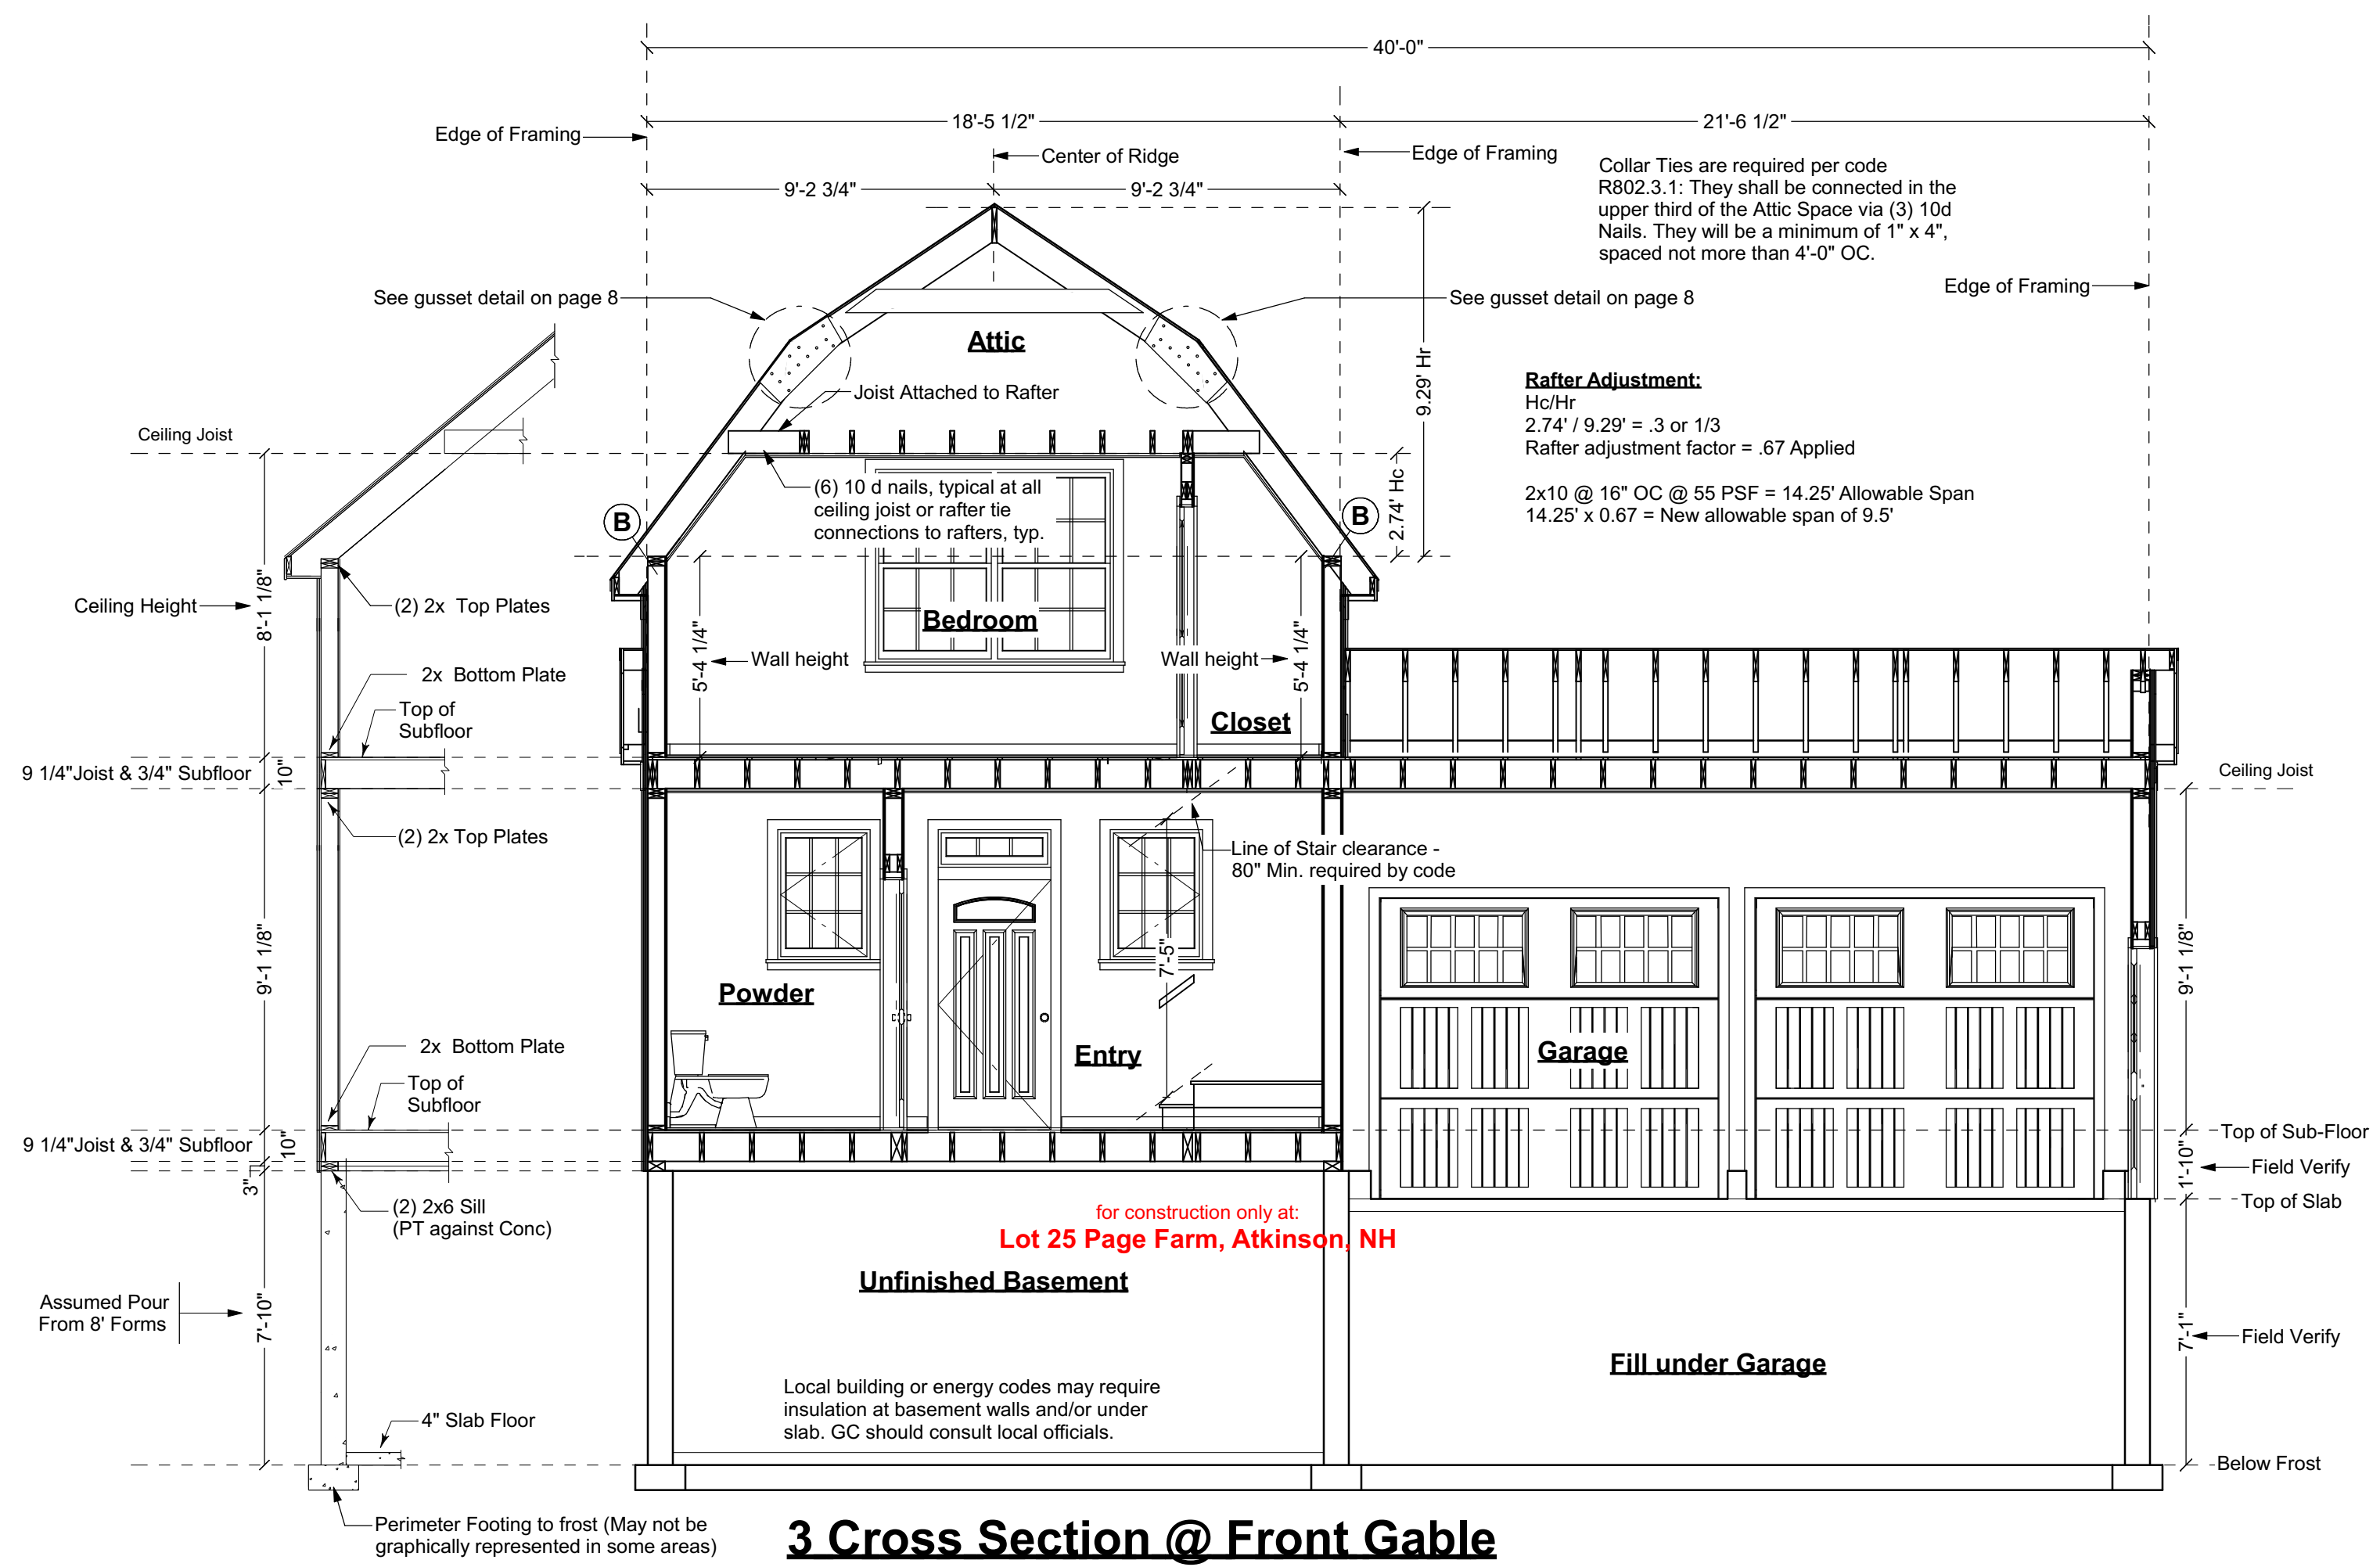 40'-0"
18'-5 1/2"
21'-6 1/2"
Edge of Framing
Center of Ridge
Edge of Framing
9'-2 3/4"
9'-2 3/4"
Collar Ties are required per code
R802.3.1: They shall be connected in the
upper third of the Attic Space via (3) 10d
Nails. They will be a minimum of 1" x 4",
spaced not more than 4'-0" OC.
Edge of Framing
See gusset detail on page 8
See gusset detail on page 8
Attic
9.29' Hr
Joist Attached to Rafter
Rafter Adjustment:
Hc/Hr
2.74' / 9.29' = .3 or 1/3
Rafter adjustment factor = .67 Applied
2x10 @ 16" OC @ 55 PSF = 14.25' Allowable Span
14.25' x 0.67 = New allowable span of 9.5'
Ceiling Joist
2.74' Hc
(6) 10 d nails, typical at all
ceiling joist or rafter tie
connections to rafters, typ.
B
B
Ceiling Height
8'-1 1/8"
(2) 2x Top Plates
Bedroom
5'-4 1/4"
Wall height
Wall height
5'-4 1/4"
2x Bottom Plate
Top of
Subfloor
Closet
9 1/4"Joist & 3/4" Subfloor
10"
Ceiling Joist
(2) 2x Top Plates
Line of Stair clearance -
80" Min. required by code
9'-1 1/8"
7'-5"
9'-1 1/8"
Powder
Entry
Garage
2x Bottom Plate
Top of
Subfloor
9 1/4"Joist & 3/4" Subfloor
10"
Top of Sub-Floor
1'-10"
Field Verify
3"
Top of Slab
(2) 2x6 Sill
(PT against Conc)
for construction only at:
Lot 25 Page Farm, Atkinson, NH
Unfinished Basement
Assumed Pour
From 8' Forms
7'-10"
7'-1"
Field Verify
Fill under Garage
Local building or energy codes may require
insulation at basement walls and/or under
slab. GC should consult local officials.
4" Slab Floor
Below Frost
Perimeter Footing to frost (May not be
graphically represented in some areas)
3 Cross Section @ Front Gable